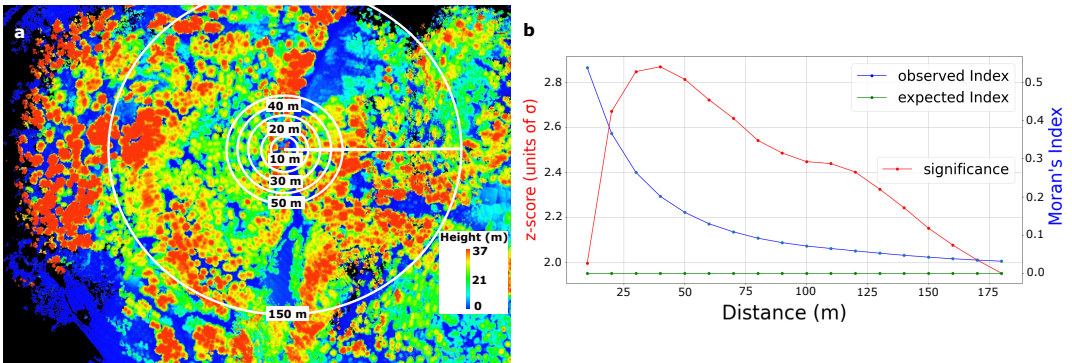 a
40 m
20 m
10 m
30 m
50 m
150 m
Height (m)
37
21
0
b
z-score (units of σ)
2.8
2.6
2.4
2.2
2.0
observed Index
expected Index
significance
0.5
0.4
0.3
0.2
0.1
0.0
Moran's Index
25 50 75 100 125 150 175
Distance (m)